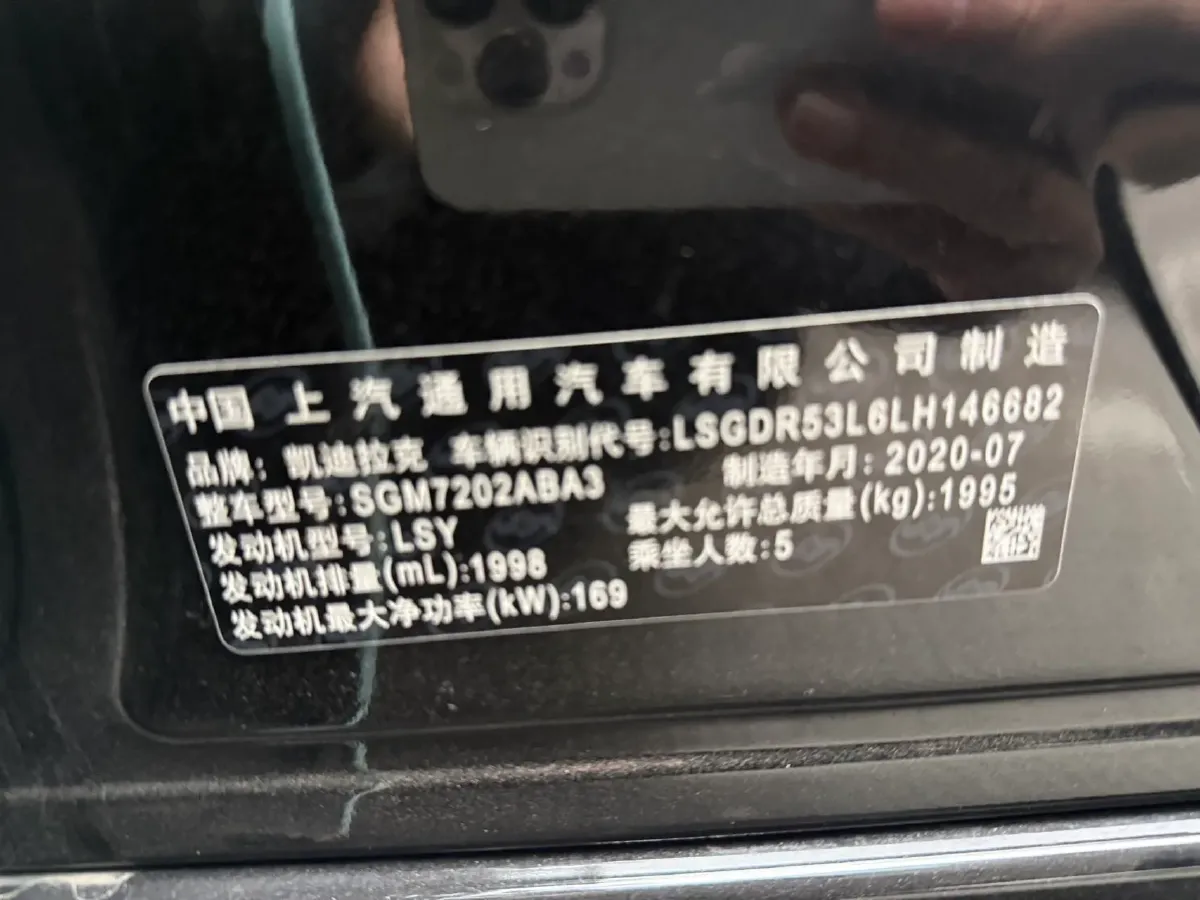 中国 上汽通用汽车有限公司制造
品牌：凯迪拉克 车辆识别代号:LSGDR53L6LH146682
整车型号:SGM7202ABA3 制造年月：2020-07
发动机型号:LSY 最大允许总质量(kg):1995
发动机排量(mL):1998 乘坐人数:5
发动机最大净功率(kW):169